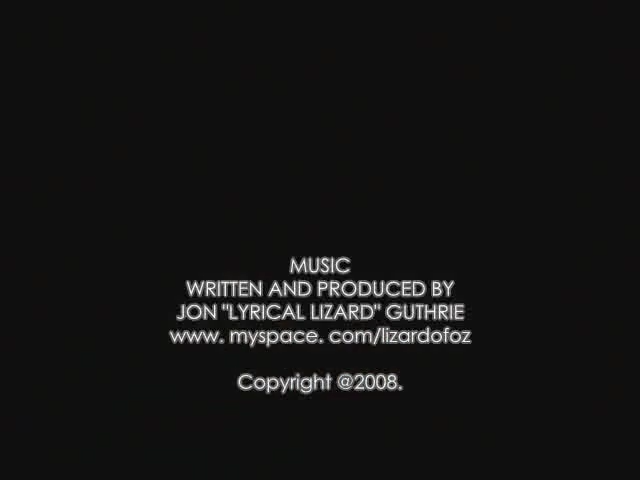 MUSIC
WRITTEN AND PRODUCED BY
JON "LYRICAL LIZARD" GUTHRIE
www. myspace. com/lizardofoz
Copyright @2008.